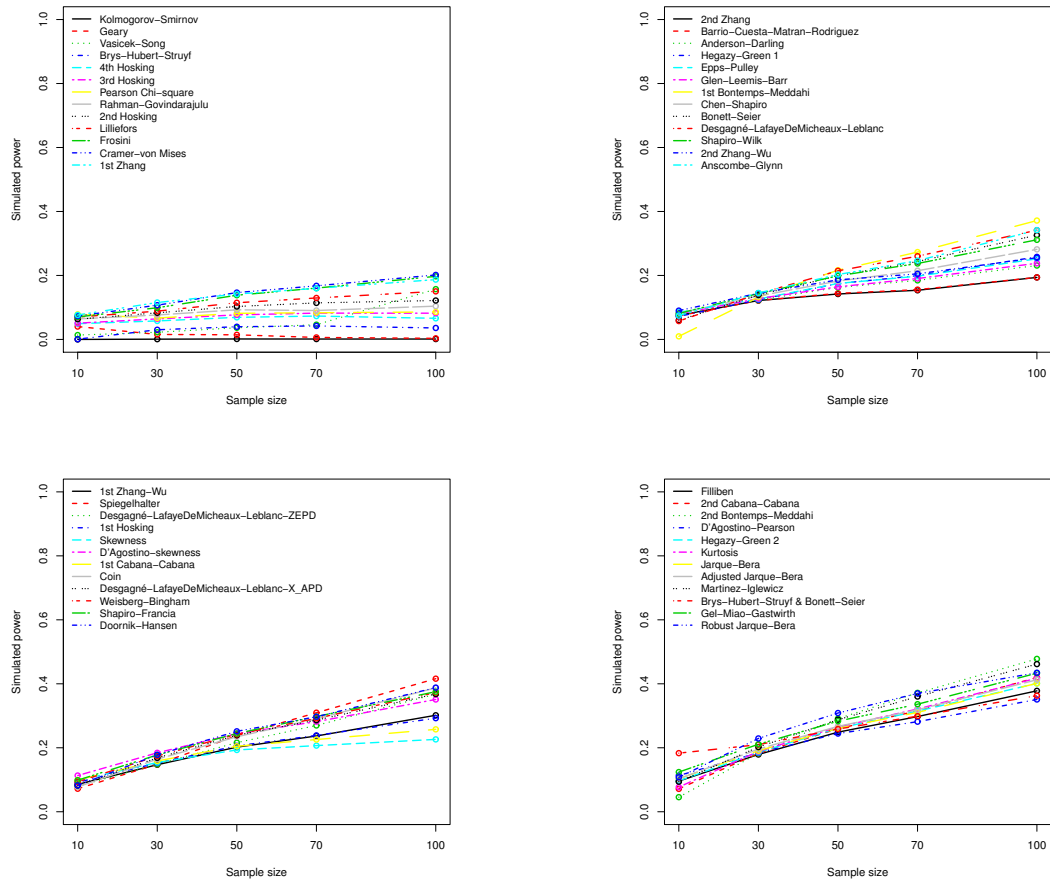 Kolmogorov−Smirnov
Geary
Vasicek−Song
Brys−Hubert−Struyf
4th Hosking
3rd Hosking
Pearson Chi−square
Rahman−Govindarajulu
2nd Hosking
Lilliefors
Frosini
Cramer−von Mises
1st Zhang
Simulated power
0.0
0.2
0.4
0.6
0.8
1.0
10
30
50
70
100
Sample size
2nd Zhang
Barrio−Cuesta−Matran−Rodriguez
Anderson−Darling
Hegazy−Green 1
Epps−Pulley
Glen−Leemis−Barr
1st Bontemps−Meddahi
Chen−Shapiro
Bonett−Seier
Desgagné−LafayeDeMicheaux−Leblanc
Shapiro−Wilk
2nd Zhang−Wu
Anscombe−Glynn
Simulated power
0.0
0.2
0.4
0.6
0.8
1.0
10
30
50
70
100
Sample size
1st Zhang−Wu
Spiegelhalter
Desgagné−LafayeDeMicheaux−Leblanc−ZEPD
1st Hosking
Skewness
D'Agostino−skewness
1st Cabana−Cabana
Coin
Desgagné−LafayeDeMicheaux−Leblanc−X_APD
Weisberg−Bingham
Shapiro−Francia
Doornik−Hansen
Simulated power
0.0
0.2
0.4
0.6
0.8
1.0
10
30
50
70
100
Sample size
Filliben
2nd Cabana−Cabana
2nd Bontemps−Meddahi
D'Agostino−Pearson
Hegazy−Green 2
Kurtosis
Jarque−Bera
Adjusted Jarque−Bera
Martinez−Iglewicz
Brys−Hubert−Struyf & Bonett−Seier
Gel−Miao−Gastwirth
Robust Jarque−Bera
Simulated power
0.0
0.2
0.4
0.6
0.8
1.0
10
30
50
70
100
Sample size